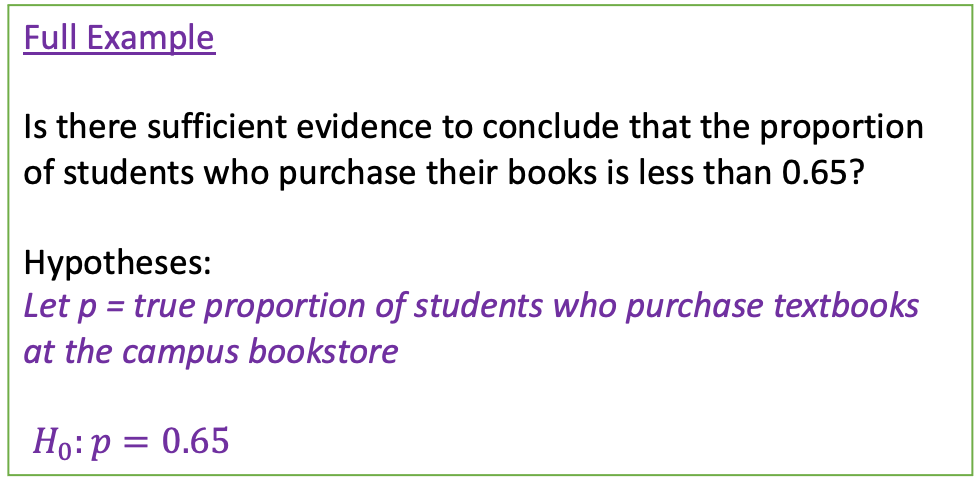 Full Example
Is there sufficient evidence to conclude that the proportion
of students who purchase their books is less than 0.65?
Hypotheses:
Let p = true proportion of students who purchase textbooks
at the campus bookstore
H₀: p = 0.65